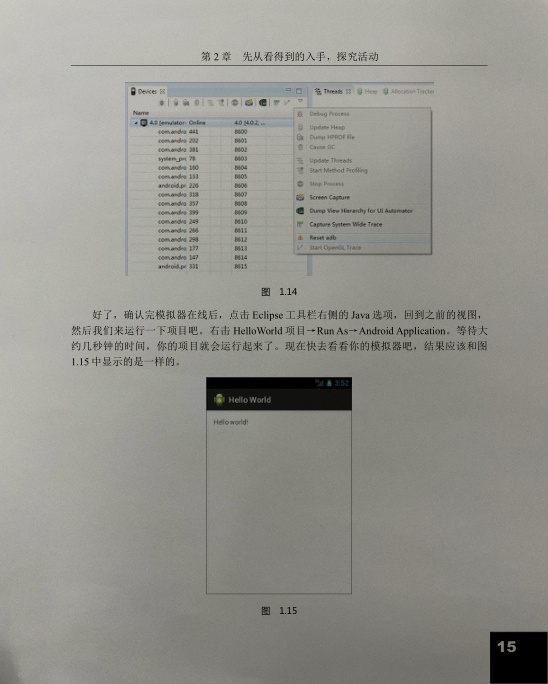 第 2 章 先从看得到的入手，探究活动
Devices
Threads Heap Allocation Tracker
Name
4.0 [emulator- Online 4.0 [4.0.2, ...
com.andro 441 8600
com.andro 202 8601
com.andro 381 8602
system_pro 78 8603
com.andro 160 8604
com.andro 133 8605
android.pr 226 8606
com.andro 318 8607
com.andro 357 8608
com.andro 399 8609
com.andro 249 8610
com.andro 266 8611
com.andro 298 8612
com.andro 177 8613
com.andro 147 8614
android.pr 331 8615
Debug Process
Update Heap
Dump HPROF file
Cause GC
Update Threads
Start Method Profiling
Stop Process
Screen Capture
Dump View Hierarchy for UI Automator
Capture System Wide Trace
Reset adb
Start OpenGL Trace
图 1.14
好了，确认完模拟器在线后，点击 Eclipse 工具栏右侧的 Java 选项，回到之前的视图，
然后我们来运行一下项目吧。右击 HelloWorld 项目→Run As→Android Application。等待大
约几秒钟的时间，你的项目就会运行起来了。现在快去看看你的模拟器吧，结果应该和图
1.15 中显示的是一样的。
3:52
Hello World
Hello world!
图 1.15
15